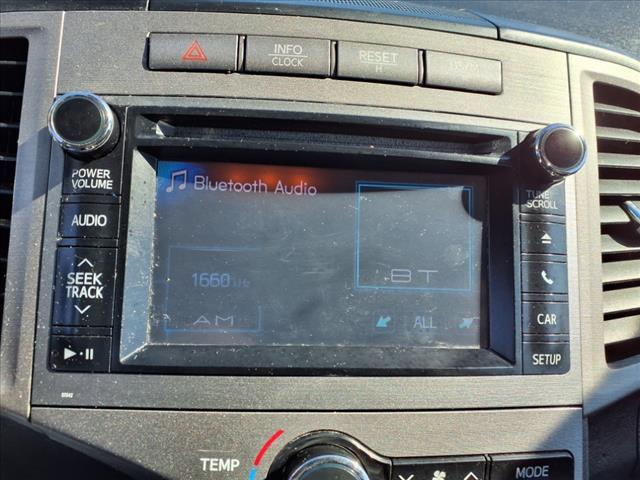 INFO
CLOCK
RESET
H
POWER
VOLUME
AUDIO
SEEK
TRACK
Bluetooth Audio
1660 kHz
AM
BT
ALL
TUNE
SCROLL
CAR
SETUP
TEMP
MODE